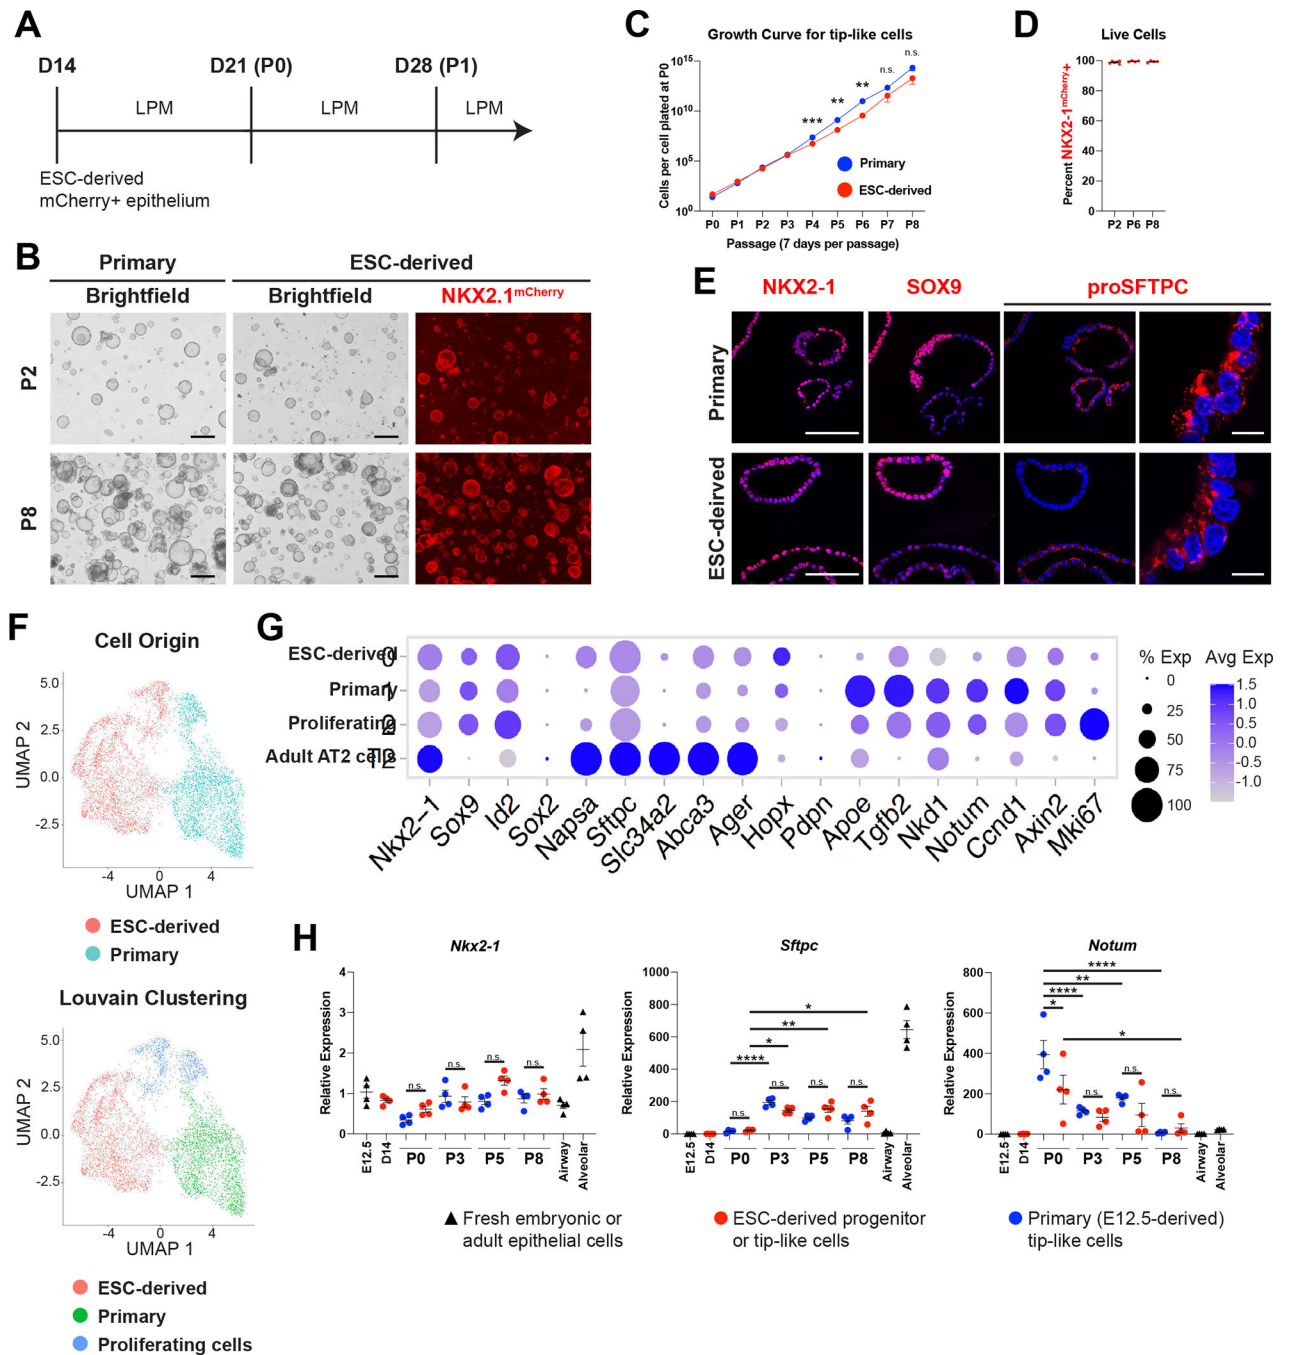 A
D14
D21 (P0)
D28 (P1)
LPM
LPM
LPM
ESC-derived
mCherry+ epithelium
B
Primary
ESC-derived
Brightfield
Brightfield
NKX2.1mCherry
P2
P8
C
Growth Curve for tip-like cells
Cells per cell plated at P0
10^15
10^10
10^5
10^0
***
**
**
n.s.
n.s.
Primary
ESC-derived
P0 P1 P2 P3 P4 P5 P6 P7 P8
Passage (7 days per passage)
D
Live Cells
Percent NKX2-1mCherry+
100
80
60
40
20
0
P2 P6 P8
E
NKX2-1
SOX9
proSFTPC
Primary
ESC-deirved
F
Cell Origin
UMAP 2
5.0
2.5
0.0
-2.5
-4 0 4
UMAP 1
ESC-derived
Primary
Louvain Clustering
UMAP 2
5.0
2.5
0.0
-2.5
-4 0 4
UMAP 1
ESC-derived
Primary
Proliferating cells
G
ESC-derived
Primary
Proliferating
Adult AT2 cells
Nkx2-1
Sox9
Id2
Sox2
Napsa
Sftpc
Slc34a2
Abca3
Ager
Hopx
Pdpn
Apoe
Tgfb2
Nkd1
Notum
Ccnd1
Axin2
Mki67
% Exp
0
25
50
75
100
Avg Exp
1.5
1.0
0.5
0.0
-1.0
H
Nkx2-1
Relative Expression
4
3
2
1
0
n.s.
n.s.
n.s.
n.s.
E12.5
D14
P0
P3
P5
P8
Airway
Alveolar
Sftpc
Relative Expression
1000
800
600
400
200
0
*
**
*
****
n.s.
n.s.
n.s.
n.s.
E12.5
D14
P0
P3
P5
P8
Airway
Alveolar
Notum
Relative Expression
800
600
400
200
0
****
**
****
*
*
n.s.
n.s.
n.s.
E12.5
D14
P0
P3
P5
P8
Airway
Alveolar
Fresh embryonic or
adult epithelial cells
ESC-derived progenitor
or tip-like cells
Primary (E12.5-derived)
tip-like cells